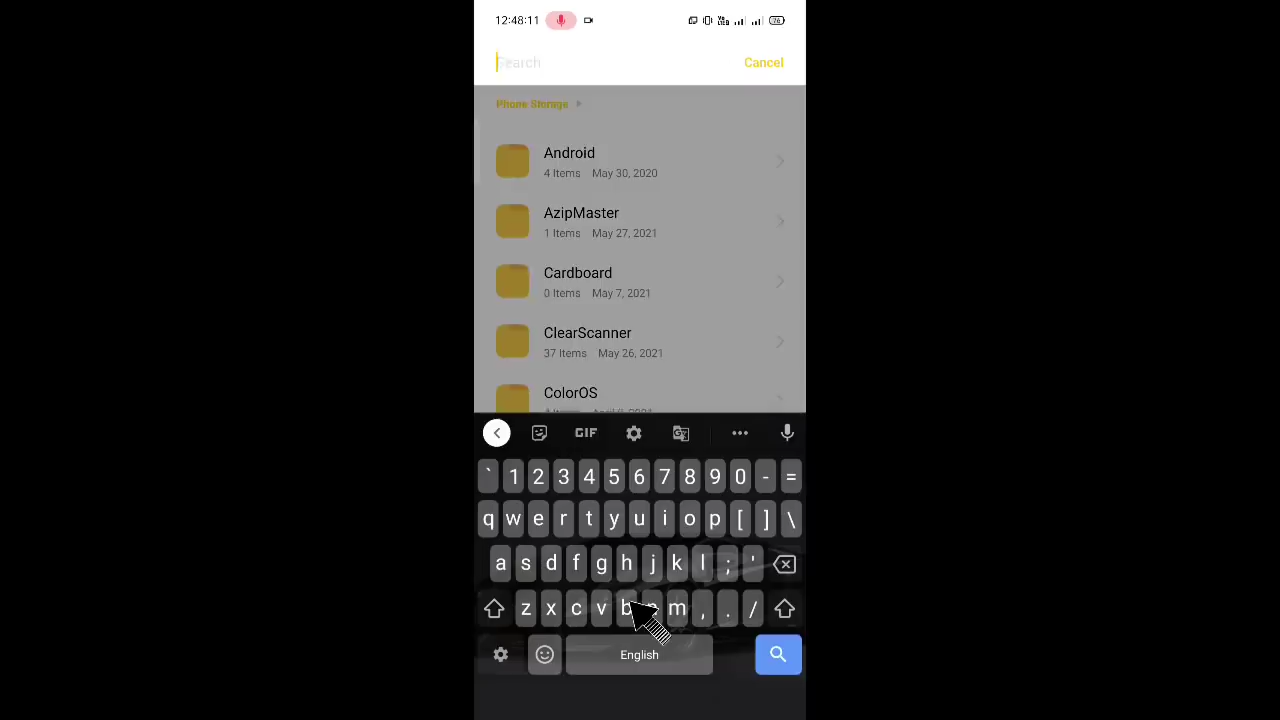 12:48:11
Search
Cancel
Phone Storage
Android
4 Items May 30, 2020
AzipMaster
1 Items May 27, 2021
Cardboard
0 Items May 7, 2021
ClearScanner
37 Items May 26, 2021
ColorOS
GIF
` 1 2 3 4 5 6 7 8 9 0 - =
q w e r t y u i o p [ ] \
a s d f g h j k l ; '
z x c v b n m , . /
English